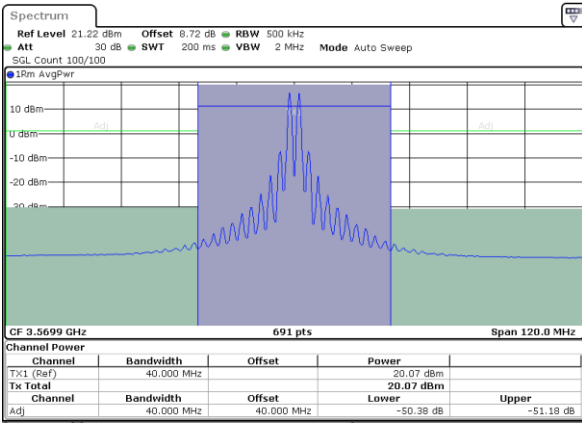 Spectrum
Ref Level 21.22 dBm Offset 8.72 dB RBW 500 kHz
Att 30 dB SWT 200 ms VBW 2 MHz Mode Auto Sweep
SGL Count 100/100
1Rm AvgPwr
10 dBm
Adj Adj
0 dBm
-10 dBm
-20 dBm
-30 dBm
CF 3.5699 GHz 691 pts Span 120.0 MHz
Channel Power
Channel Bandwidth Offset Power
TX1 (Ref) 40.000 MHz 20.07 dBm
Tx Total 20.07 dBm
Channel Bandwidth Offset Lower Upper
Adj 40.000 MHz 40.000 MHz -50.38 dB -51.18 dB